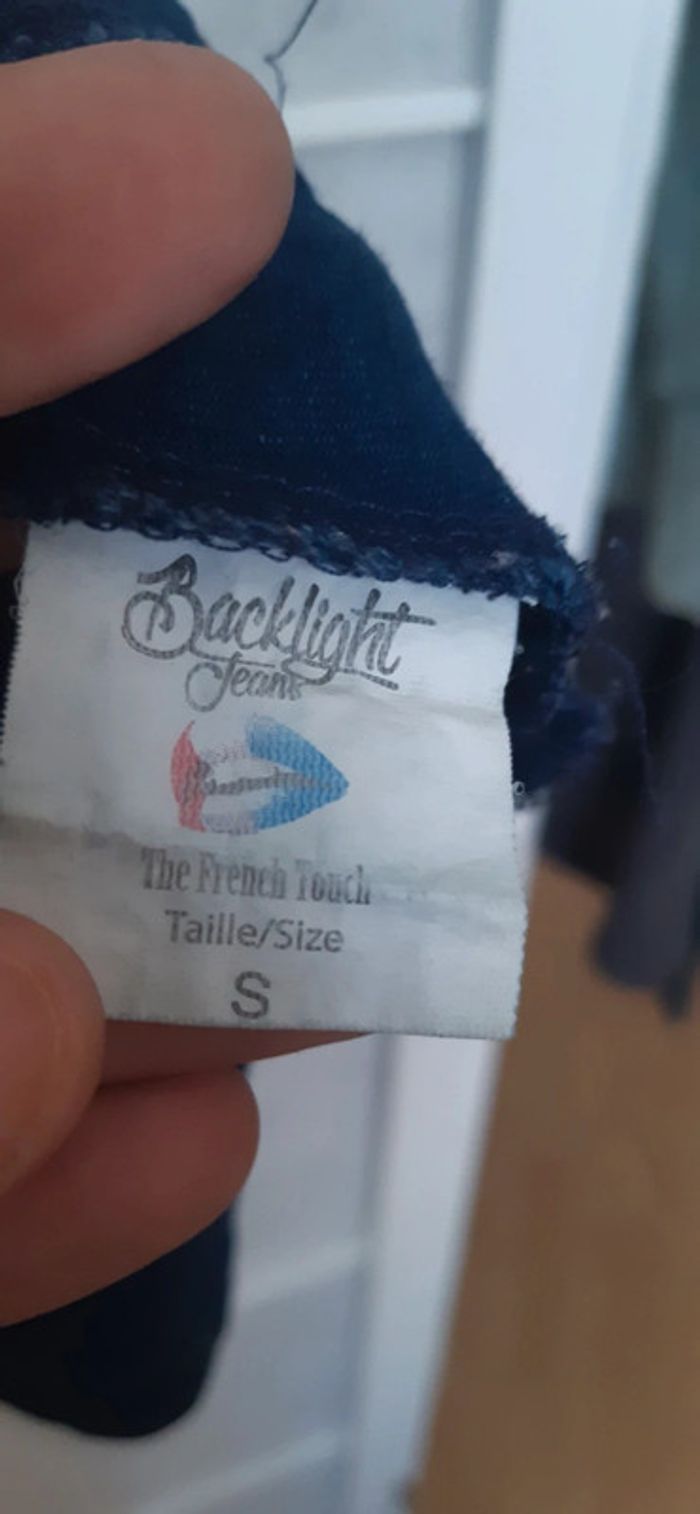 Backlight
Jeans
The French Touch
Taille/Size
S